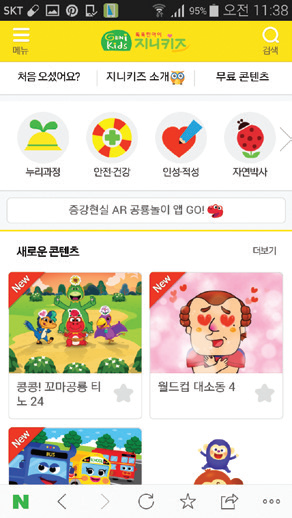 SKT 95% 오전 11:38
메뉴
Geni Kids
똑똑한아이
지니키즈
검색
처음 오셨어요?
지니키즈 소개
무료 콘텐츠
누리과정
안전·건강
인성·적성
자연박사
증강현실 AR 공룡놀이 앱 GO!
새로운 콘텐츠
더보기
New
New
콩콩! 꼬마공룡 티
노 24
월드컵 대소동 4
New
BUS
N